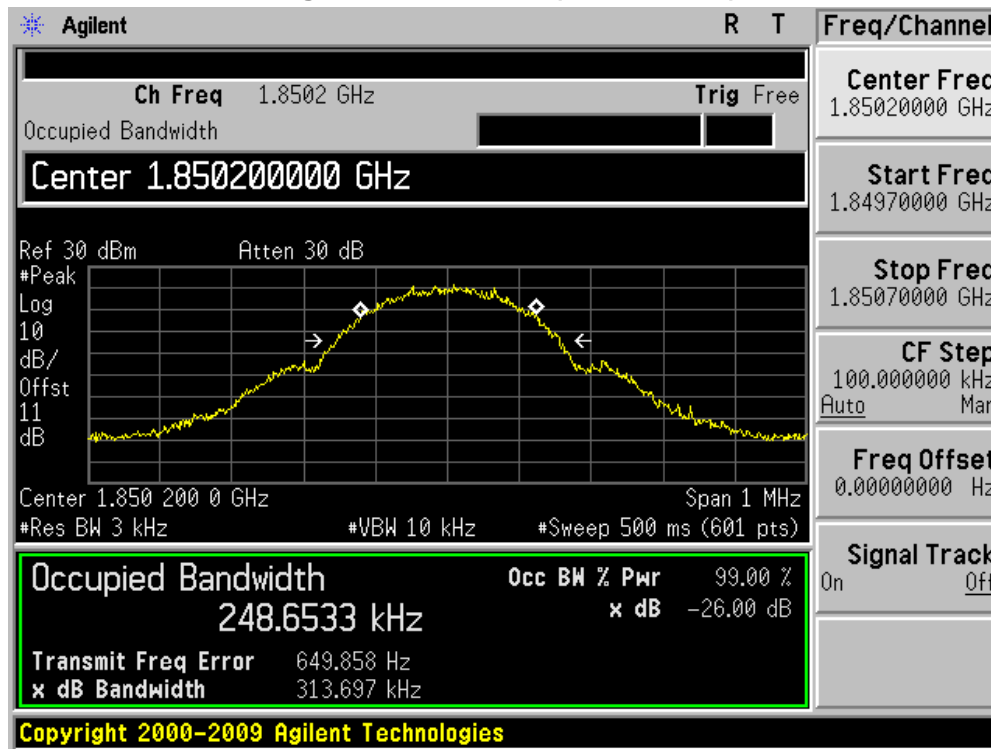 Agilent R T Freq/Channel
Ch Freq 1.8502 GHz Trig Free
Occupied Bandwidth
Center 1.850200000 GHz
Ref 30 dBm Atten 30 dB
#Peak
Log
10
dB/
Offst
11
dB
Center 1.850 200 0 GHz Span 1 MHz
#Res BW 3 kHz #VBW 10 kHz #Sweep 500 ms (601 pts)
Occupied Bandwidth Occ BW % Pwr 99.00 %
248.6533 kHz x dB -26.00 dB
Transmit Freq Error 649.858 Hz
x dB Bandwidth 313.697 kHz
Copyright 2000-2009 Agilent Technologies
Center Freq
1.85020000 GHz
Start Freq
1.84970000 GHz
Stop Freq
1.85070000 GHz
CF Step
100.000000 kHz
Auto Man
Freq Offset
0.00000000 Hz
Signal Track
On Off